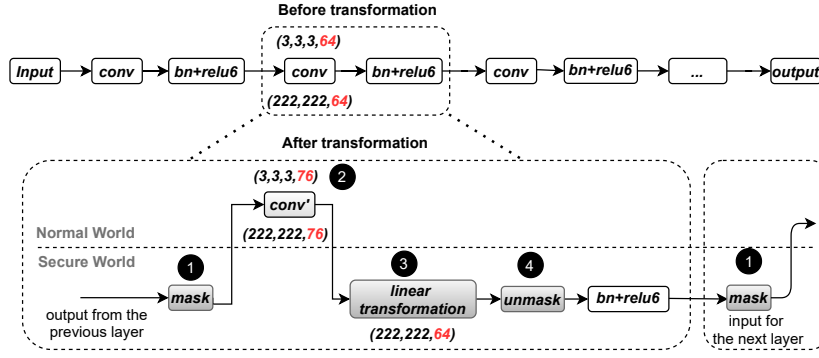 Before transformation
(3,3,3,64)
Input conv bn+relu6 conv bn+relu6 conv bn+relu6 ... output
(222,222,64)
After transformation
(3,3,3,76) 2
conv'
(222,222,76)
Normal World
Secure World
1 3 4 1
mask linear transformation unmask bn+relu6 mask
output from the previous layer
(222,222,64)
input for the next layer